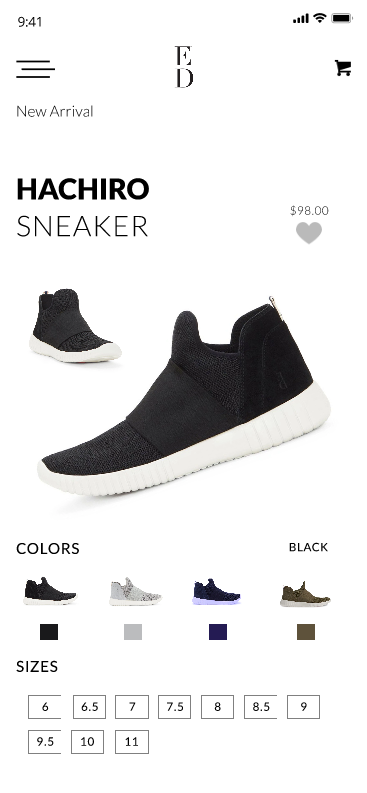 9:41
E
D
New Arrival
HACHIRO
SNEAKER
$98.00
COLORS BLACK
SIZES
6 6.5 7 7.5 8 8.5 9
9.5 10 11